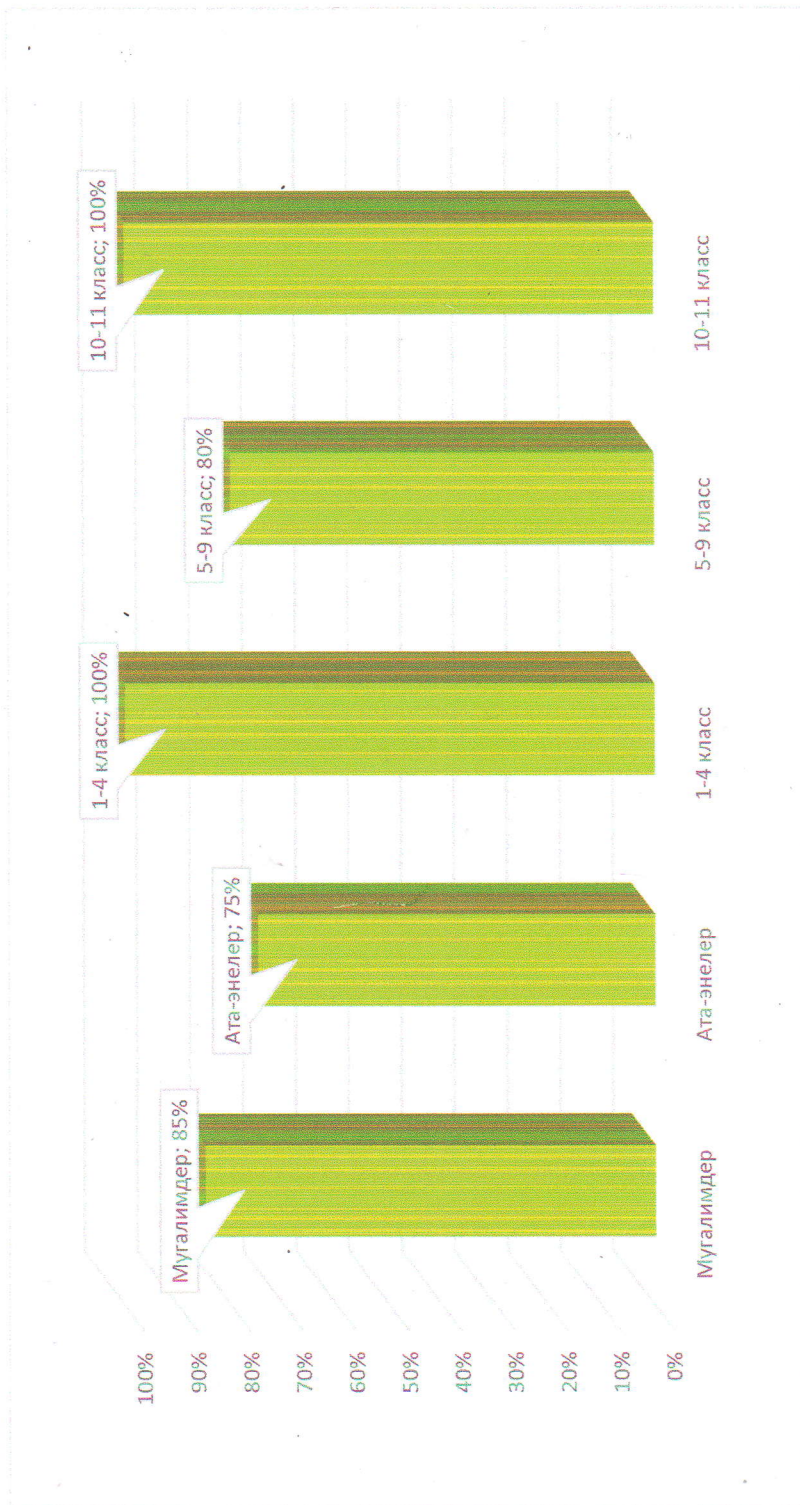 Мугалимдер; 85%
Ата-энелер; 75%
1-4 класс; 100%
5-9 класс; 80%
10-11 класс; 100%
100%
90%
80%
70%
60%
50%
40%
30%
20%
10%
0%
Мугалимдер
Ата-энелер
1-4 класс
5-9 класс
10-11 класс